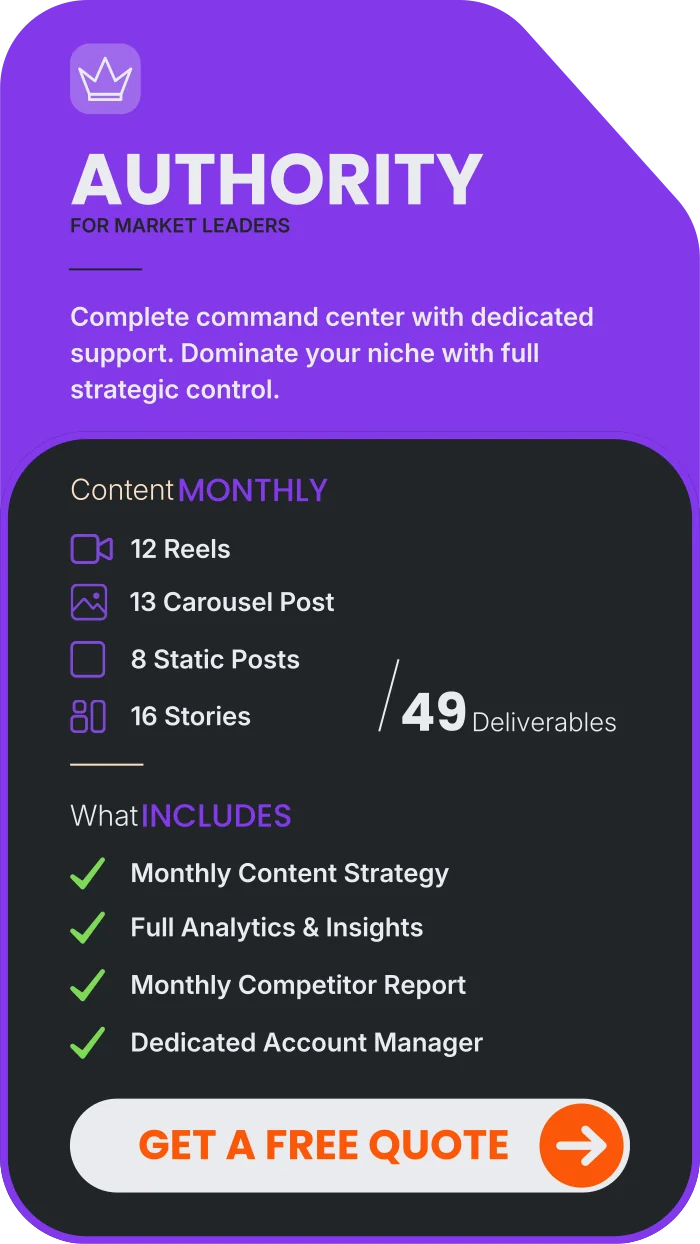 AUTHORITY
FOR MARKET LEADERS
Complete command center with dedicated
support. Dominate your niche with full
strategic control.
Content MONTHLY
12 Reels
13 Carousel Post
8 Static Posts
16 Stories
/ 49 Deliverables
What INCLUDES
Monthly Content Strategy
Full Analytics & Insights
Monthly Competitor Report
Dedicated Account Manager
GET A FREE QUOTE